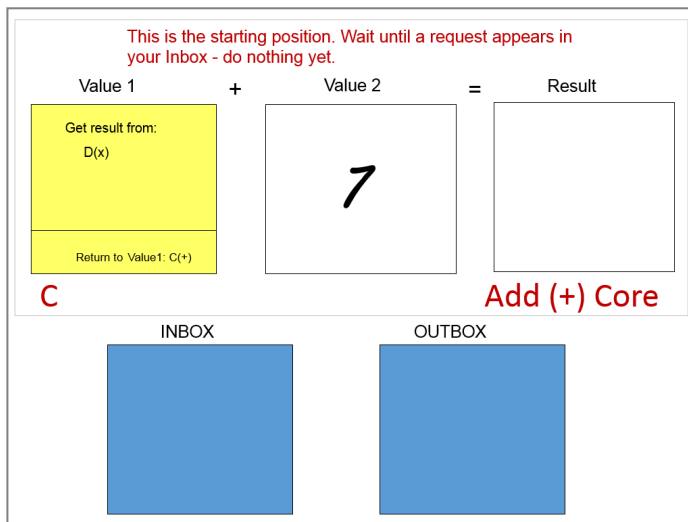 This is the starting position. Wait until a request appears in
your Inbox - do nothing yet.
Value 1 + Value 2 = Result
Get result from:
D(x)
7
Return to Value1: C(+)
C
Add (+) Core
INBOX
OUTBOX